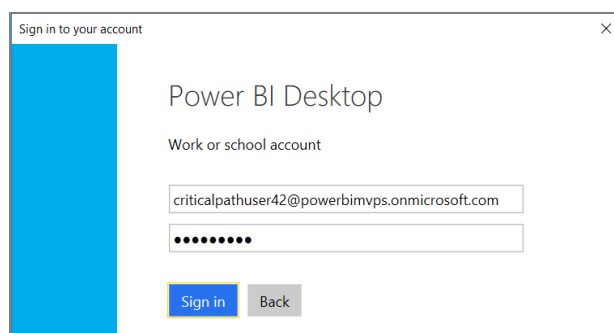 Sign in to your account
Power BI Desktop
Work or school account
criticalpathuser42@powerbimvps.onmicrosoft.com
●●●●●●●●●
Sign in Back